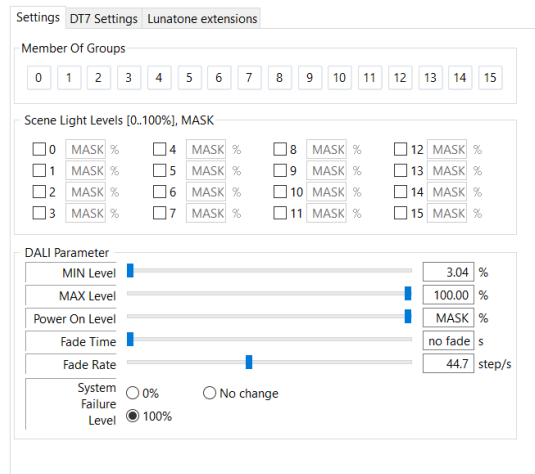 Settings DT7 Settings Lunatone extensions
Member Of Groups
0 1 2 3 4 5 6 7 8 9 10 11 12 13 14 15
Scene Light Levels [0..100%], MASK
0 MASK % 4 MASK % 8 MASK % 12 MASK %
1 MASK % 5 MASK % 9 MASK % 13 MASK %
2 MASK % 6 MASK % 10 MASK % 14 MASK %
3 MASK % 7 MASK % 11 MASK % 15 MASK %
DALI Parameter
MIN Level 3.04 %
MAX Level 100.00 %
Power On Level MASK %
Fade Time no fade s
Fade Rate 44.7 step/s
System
Failure
Level
0% No change
100%